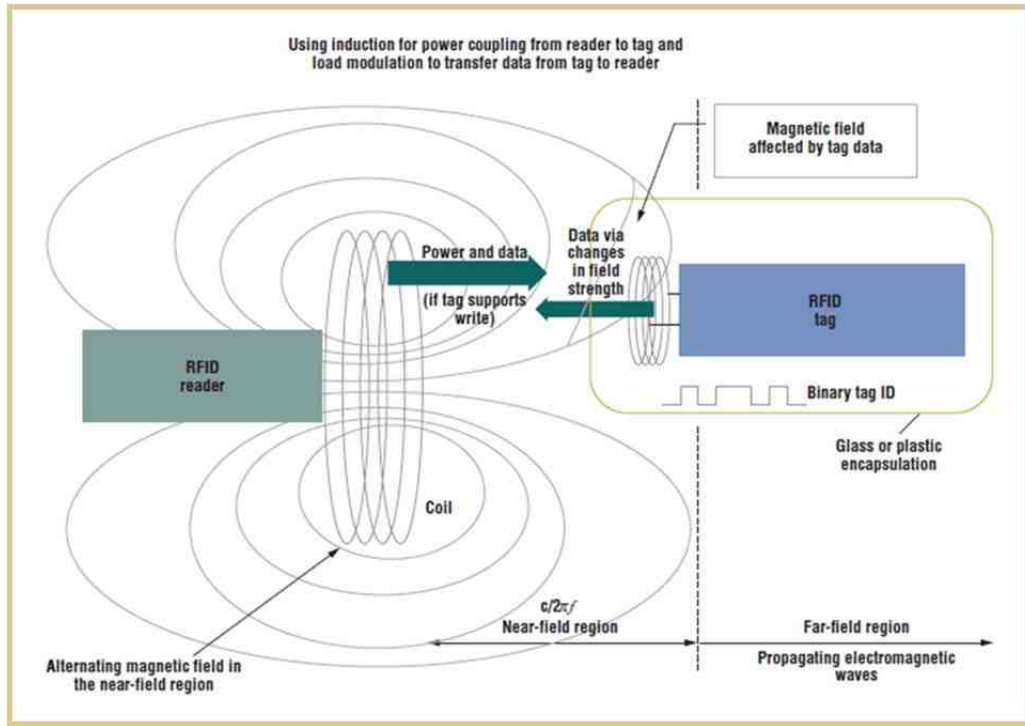 Using induction for power coupling from reader to tag and
load modulation to transfer data from tag to reader
Magnetic field
affected by tag data
Power and data
(if tag supports
write)
Data via
changes
in field
strength
RFID
tag
RFID
reader
Binary tag ID
Glass or plastic
encapsulation
Coil
c/2πf
Near-field region
Far-field region
Propagating electromagnetic
waves
Alternating magnetic field in
the near-field region